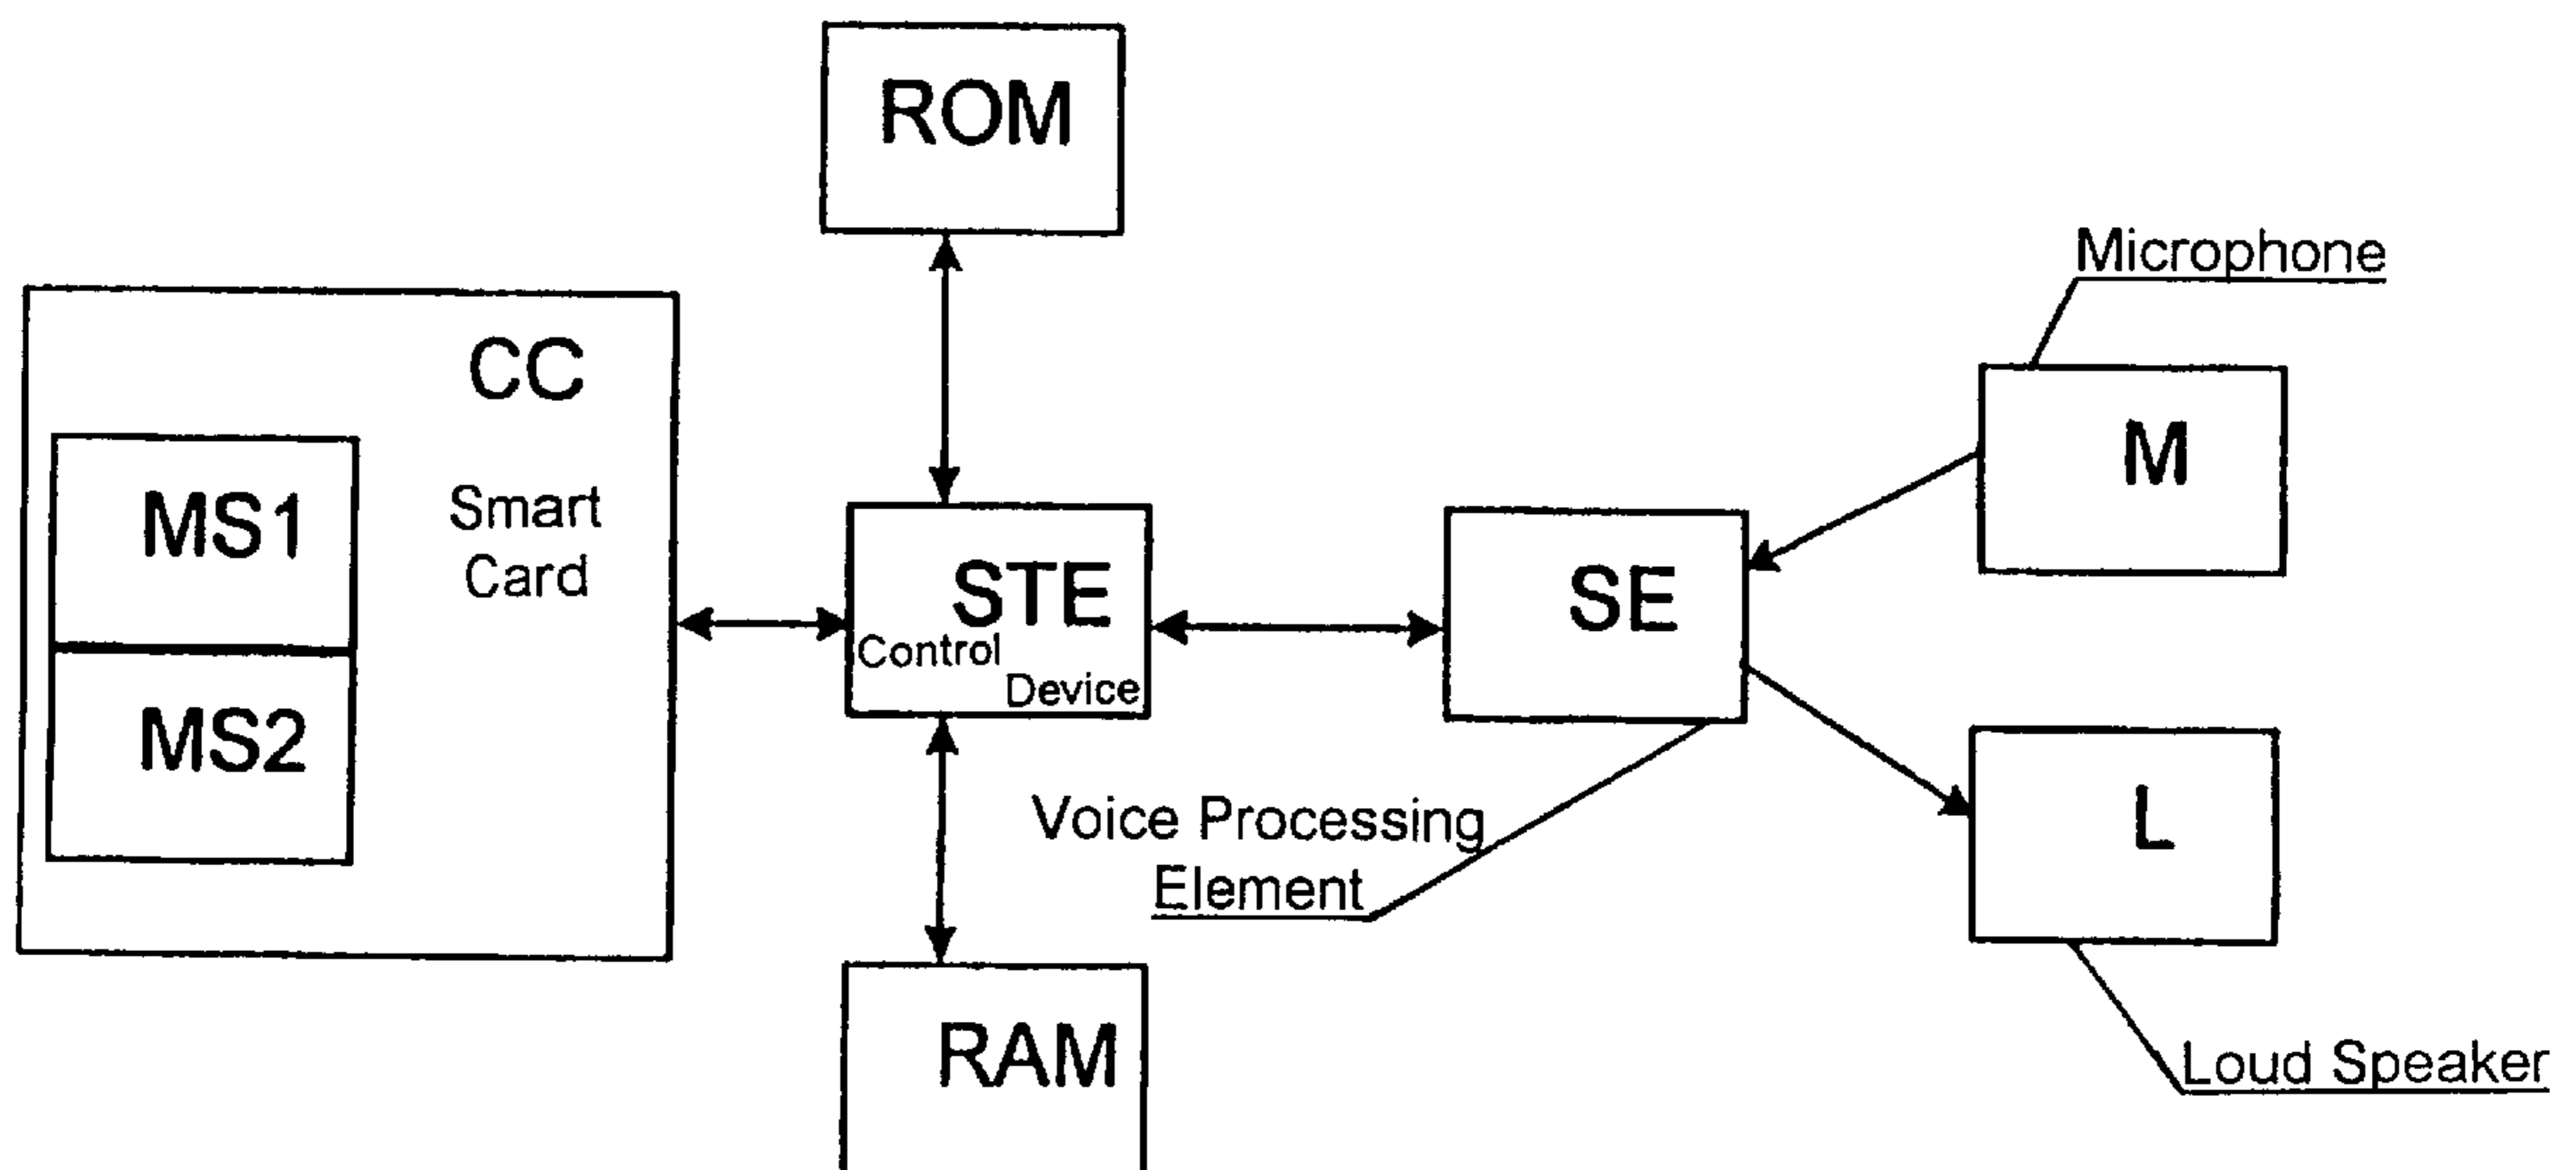 ROM
Microphone
CC
M
MS1
Smart
Card
STE
SE
Control
Device
MS2
Voice Processing
L
Element
RAM
Loud Speaker